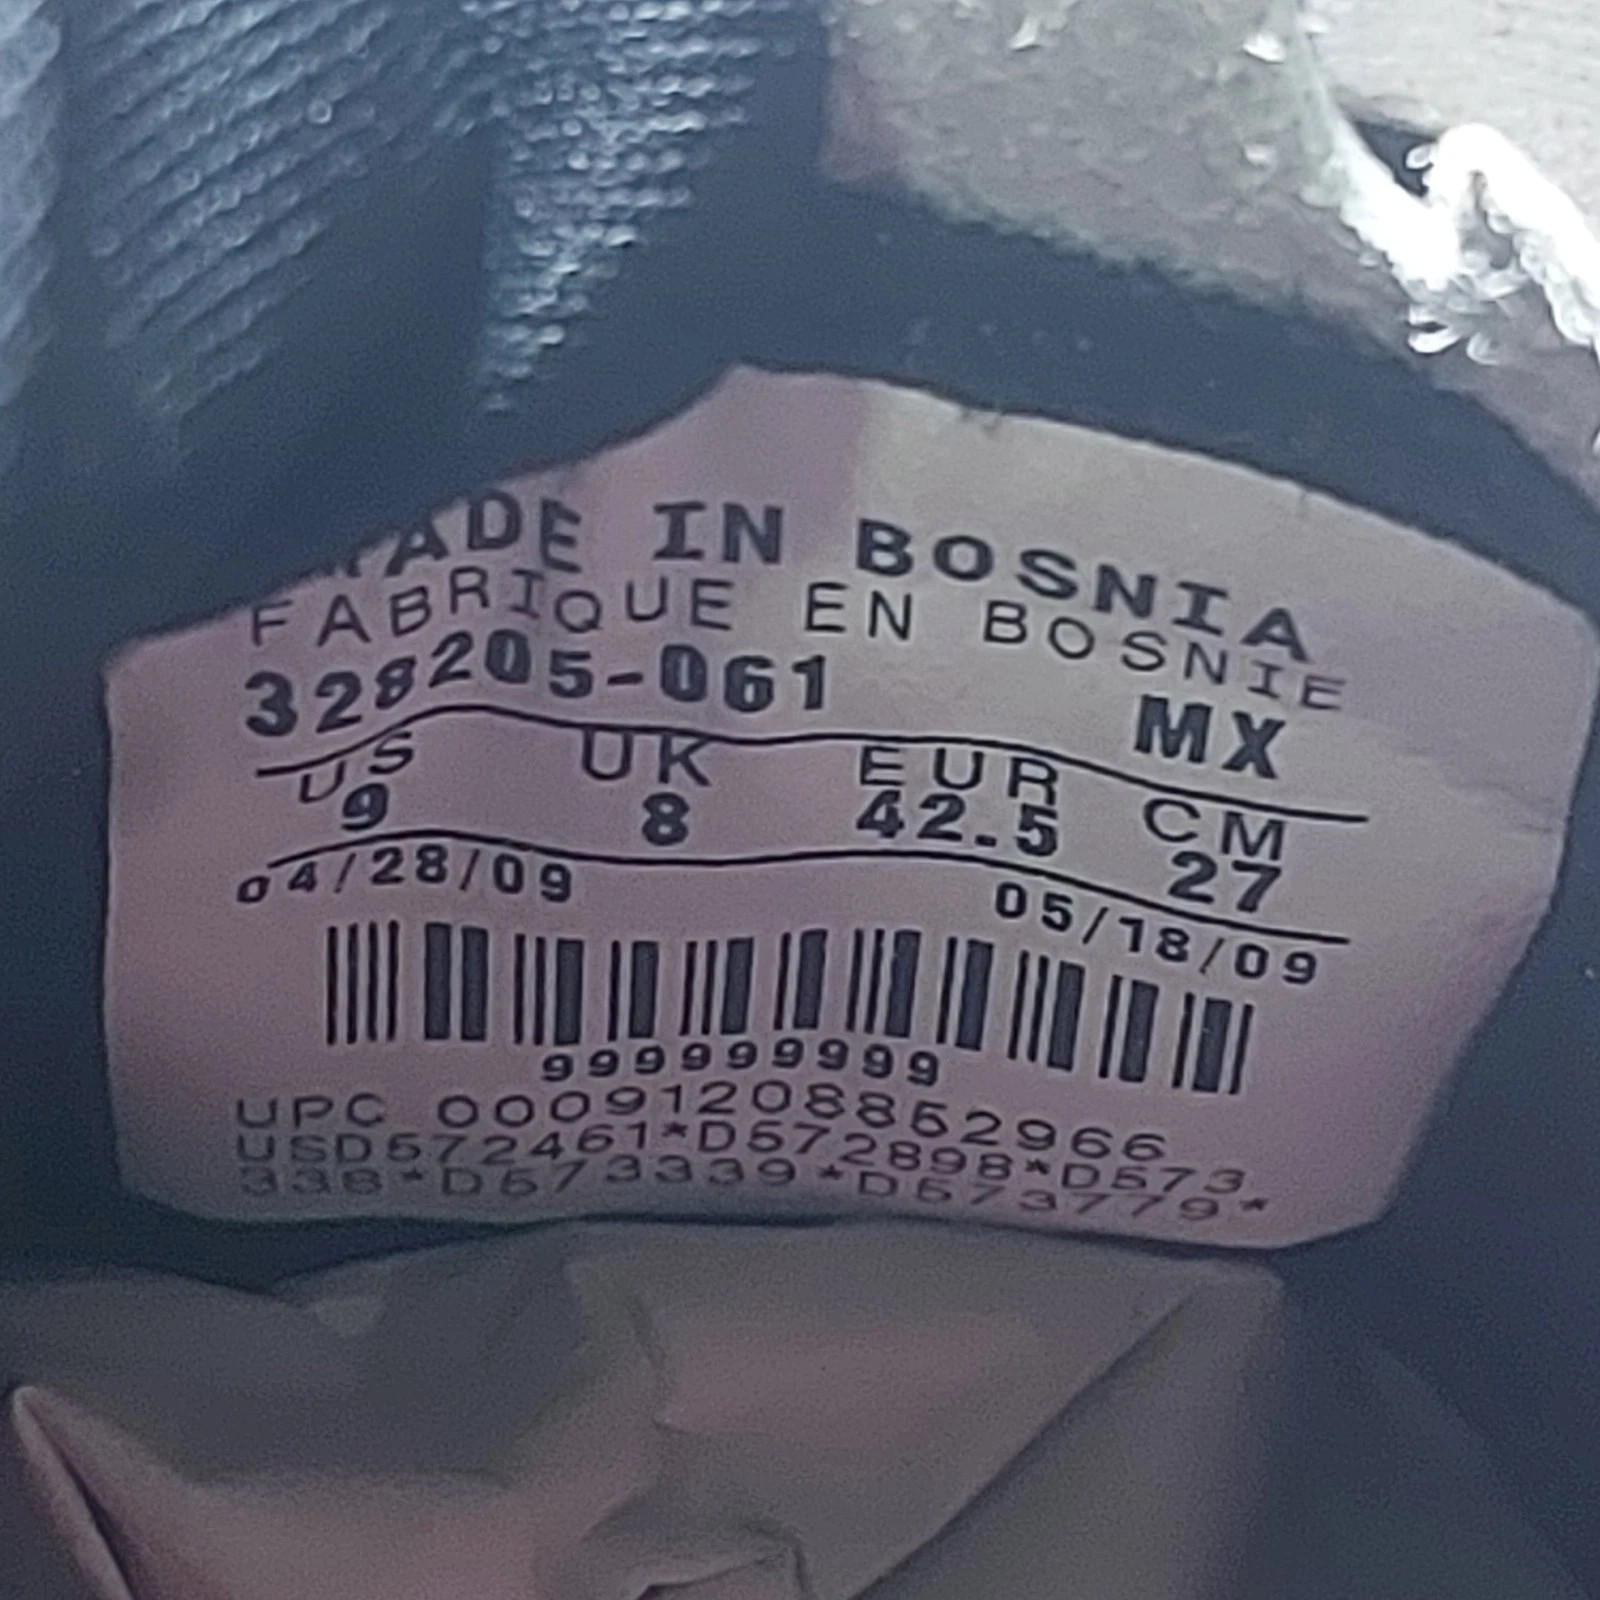 MADE IN BOSNIA
FABRIQUE EN BOSNIE
328205-061 MX
US UK EUR CM
9 8 42.5 27
04/28/09 05/18/09
999999999
UPC 00091208852966
USD572461*D572898*D573
338*D573339*D573779*